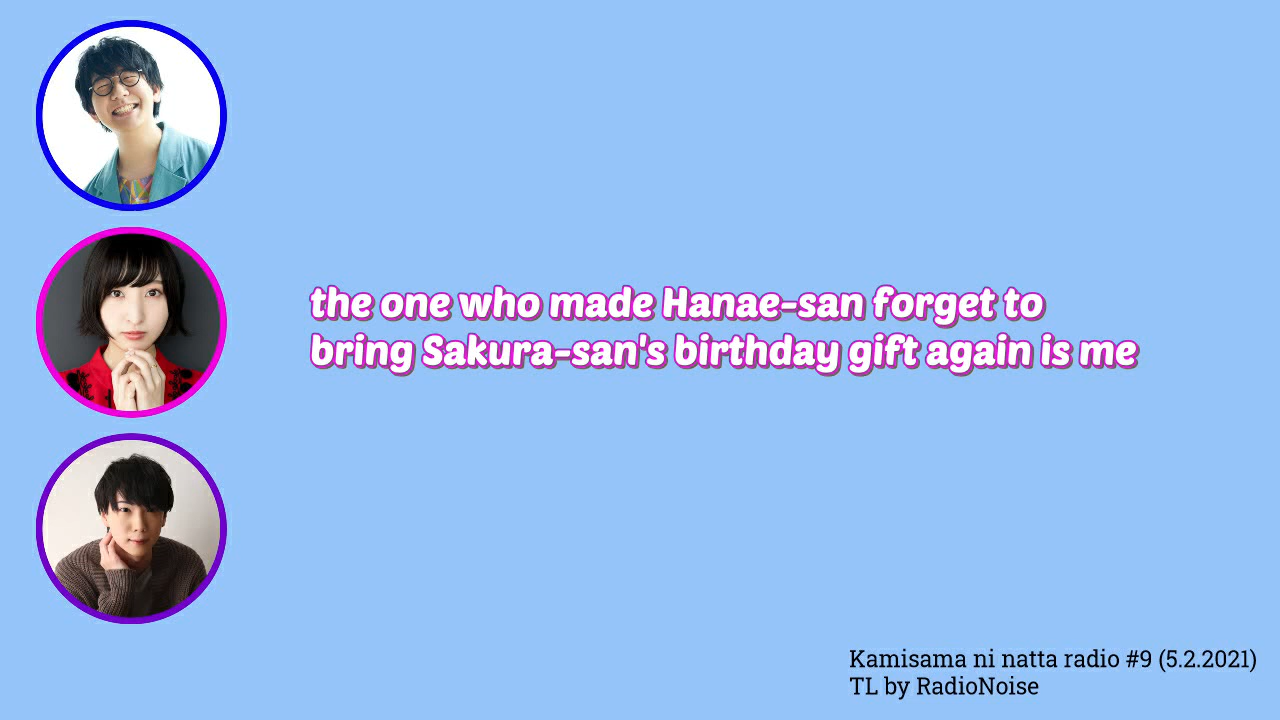 the one who made Hanae-san forget to
bring Sakura-san's birthday gift again is me
Kamisama ni natta radio #9 (5.2.2021)
TL by RadioNoise